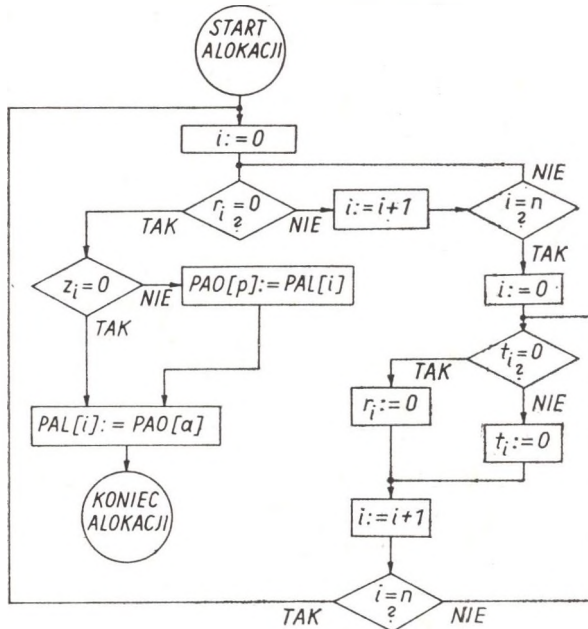 START
ALOKACJI
i:=0
NIE
r_i=0
?
i:=i+1
i=n
?
TAK
NIE
TAK
z_i=0
NIE
PAO[p]:=PAL[i]
i:=0
TAK
t_i=0
?
TAK
NIE
PAL[i]:=PAO[a]
r_i:=0
t_i:=0
KONIEC
ALOKACJI
i:=i+1
i=n
?
TAK
NIE